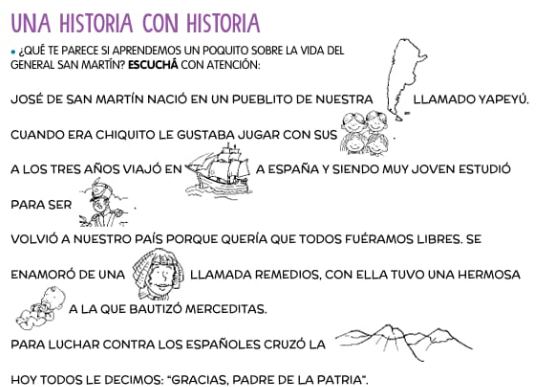 UNA HISTORIA CON HISTORIA
• ¿QUÉ TE PARECE SI APRENDEMOS UN POQUITO SOBRE LA VIDA DEL
GENERAL SAN MARTÍN? ESCUCHÁ CON ATENCIÓN:
JOSÉ DE SAN MARTÍN NACIÓ EN UN PUEBLITO DE NUESTRA LLAMADO YAPEYÚ.
CUANDO ERA CHIQUITO LE GUSTABA JUGAR CON SUS .
A LOS TRES AÑOS VIAJÓ EN A ESPAÑA Y SIENDO MUY JOVEN ESTUDIÓ
PARA SER .
VOLVIÓ A NUESTRO PAÍS PORQUE QUERÍA QUE TODOS FUÉRAMOS LIBRES. SE
ENAMORÓ DE UNA LLAMADA REMEDIOS, CON ELLA TUVO UNA HERMOSA
A LA QUE BAUTIZÓ MERCEDITAS.
PARA LUCHAR CONTRA LOS ESPAÑOLES CRUZÓ LA
HOY TODOS LE DECIMOS: “GRACIAS, PADRE DE LA PATRIA”.